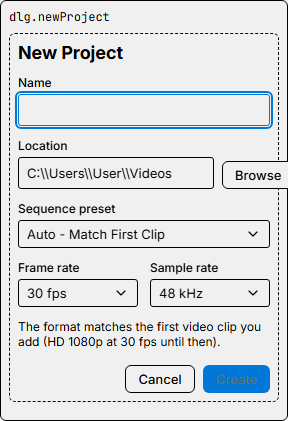 dlg.newProject
New Project
Name
Location
C:\\Users\\User\\Videos
Browse
Sequence preset
Auto - Match First Clip
Frame rate Sample rate
30 fps 48 kHz
The format matches the first video clip you
add (HD 1080p at 30 fps until then).
Cancel Create